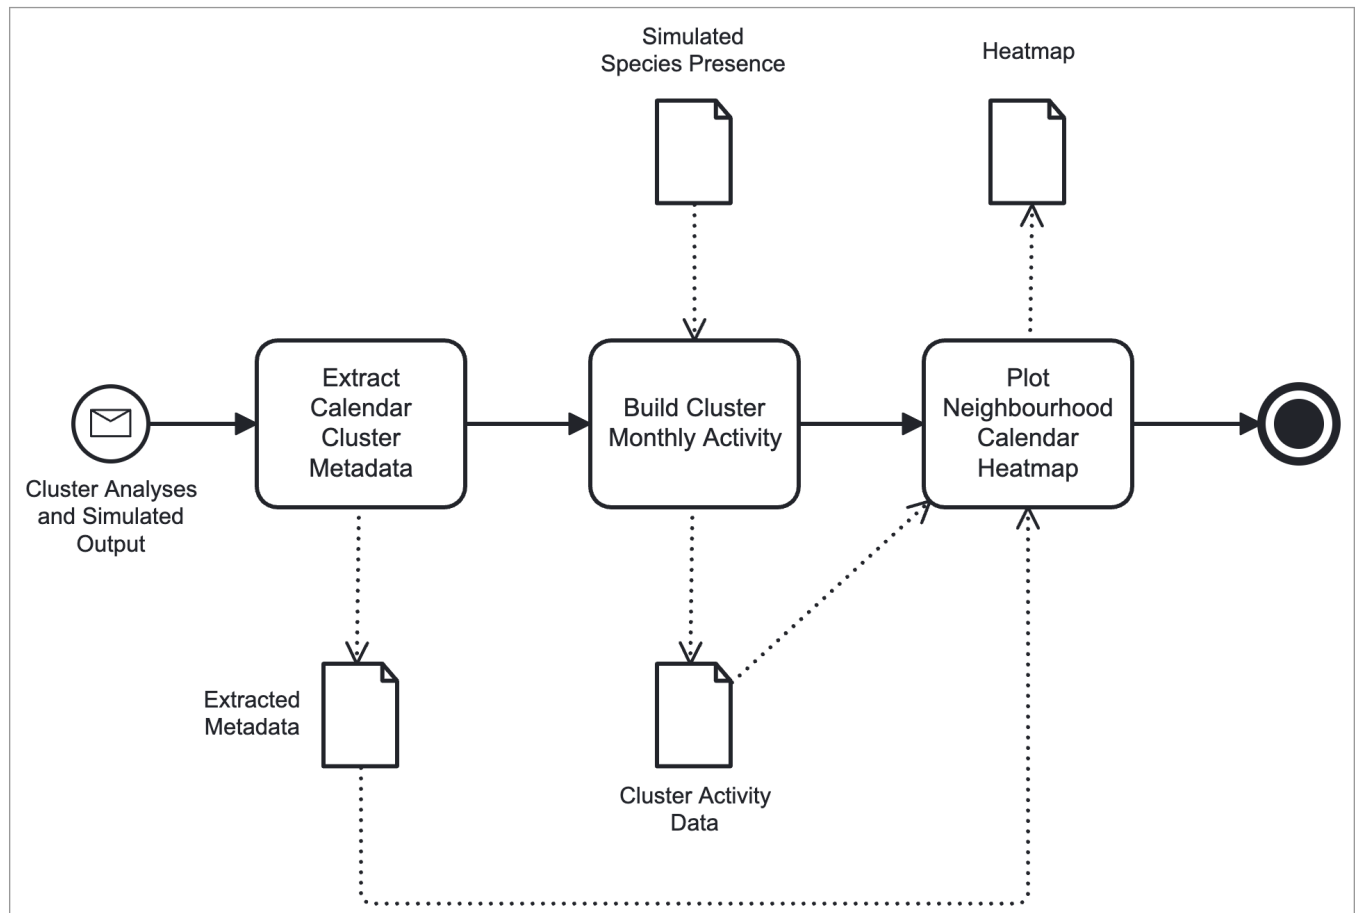 Simulated
Species Presence
Heatmap
Extract
Calendar
Cluster
Metadata
Build Cluster
Monthly Activity
Plot
Neighbourhood
Calendar
Heatmap
Cluster Analyses
and Simulated
Output
Extracted
Metadata
Cluster Activity
Data